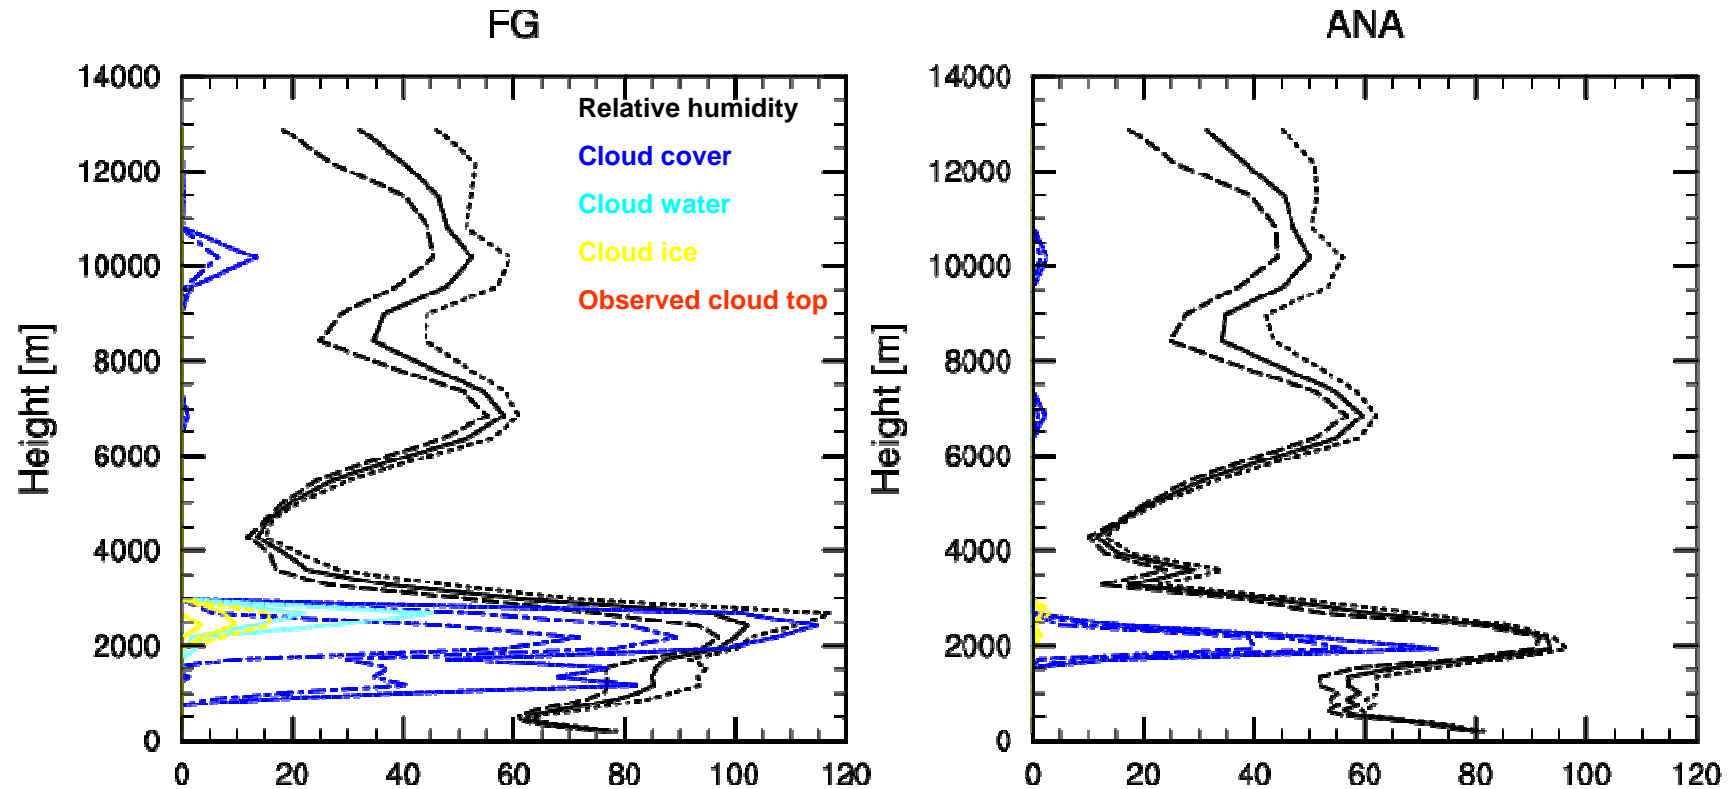 FG
ANA
14000
12000
10000
8000
6000
4000
2000
0
Height [m]
0 20 40 60 80 100 120
Relative humidity
Cloud cover
Cloud water
Cloud ice
Observed cloud top
14000
12000
10000
8000
6000
4000
2000
0
Height [m]
0 20 40 60 80 100 120